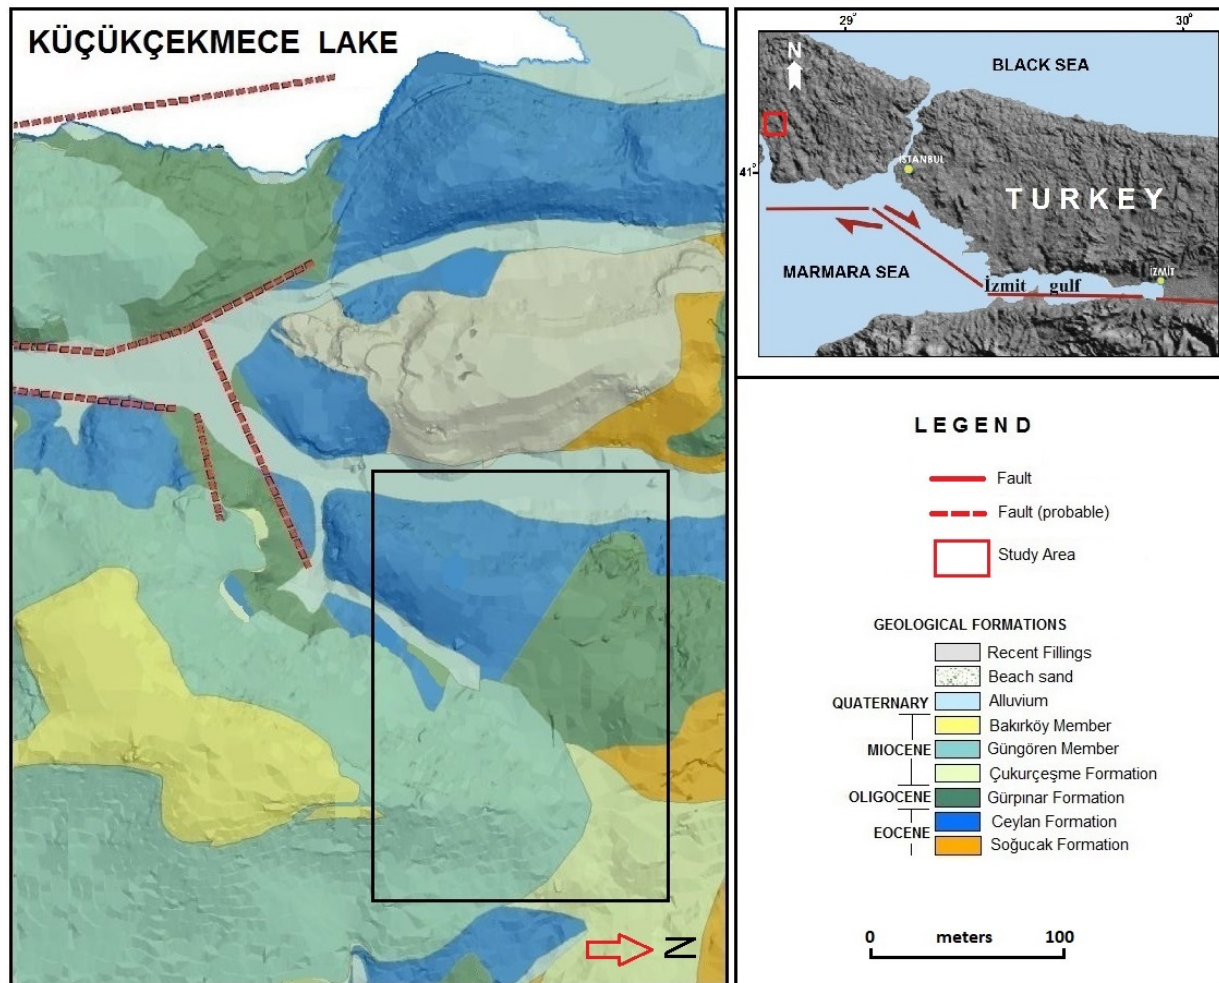 KÜÇÜKÇEKMECE LAKE
N
29°
30°
N
BLACK SEA
41°
İSTANBUL
TURKEY
MARMARA SEA
İzmit gulf
İZMİT
LEGEND
Fault
Fault (probable)
Study Area
GEOLOGICAL FORMATIONS
Recent Fillings
Beach sand
QUATERNARY Alluvium
Bakırköy Member
MIOCENE Güngören Member
Çukurçeşme Formation
OLIGOCENE Gürpınar Formation
Ceylan Formation
EOCENE
Soğucak Formation
0 meters 100